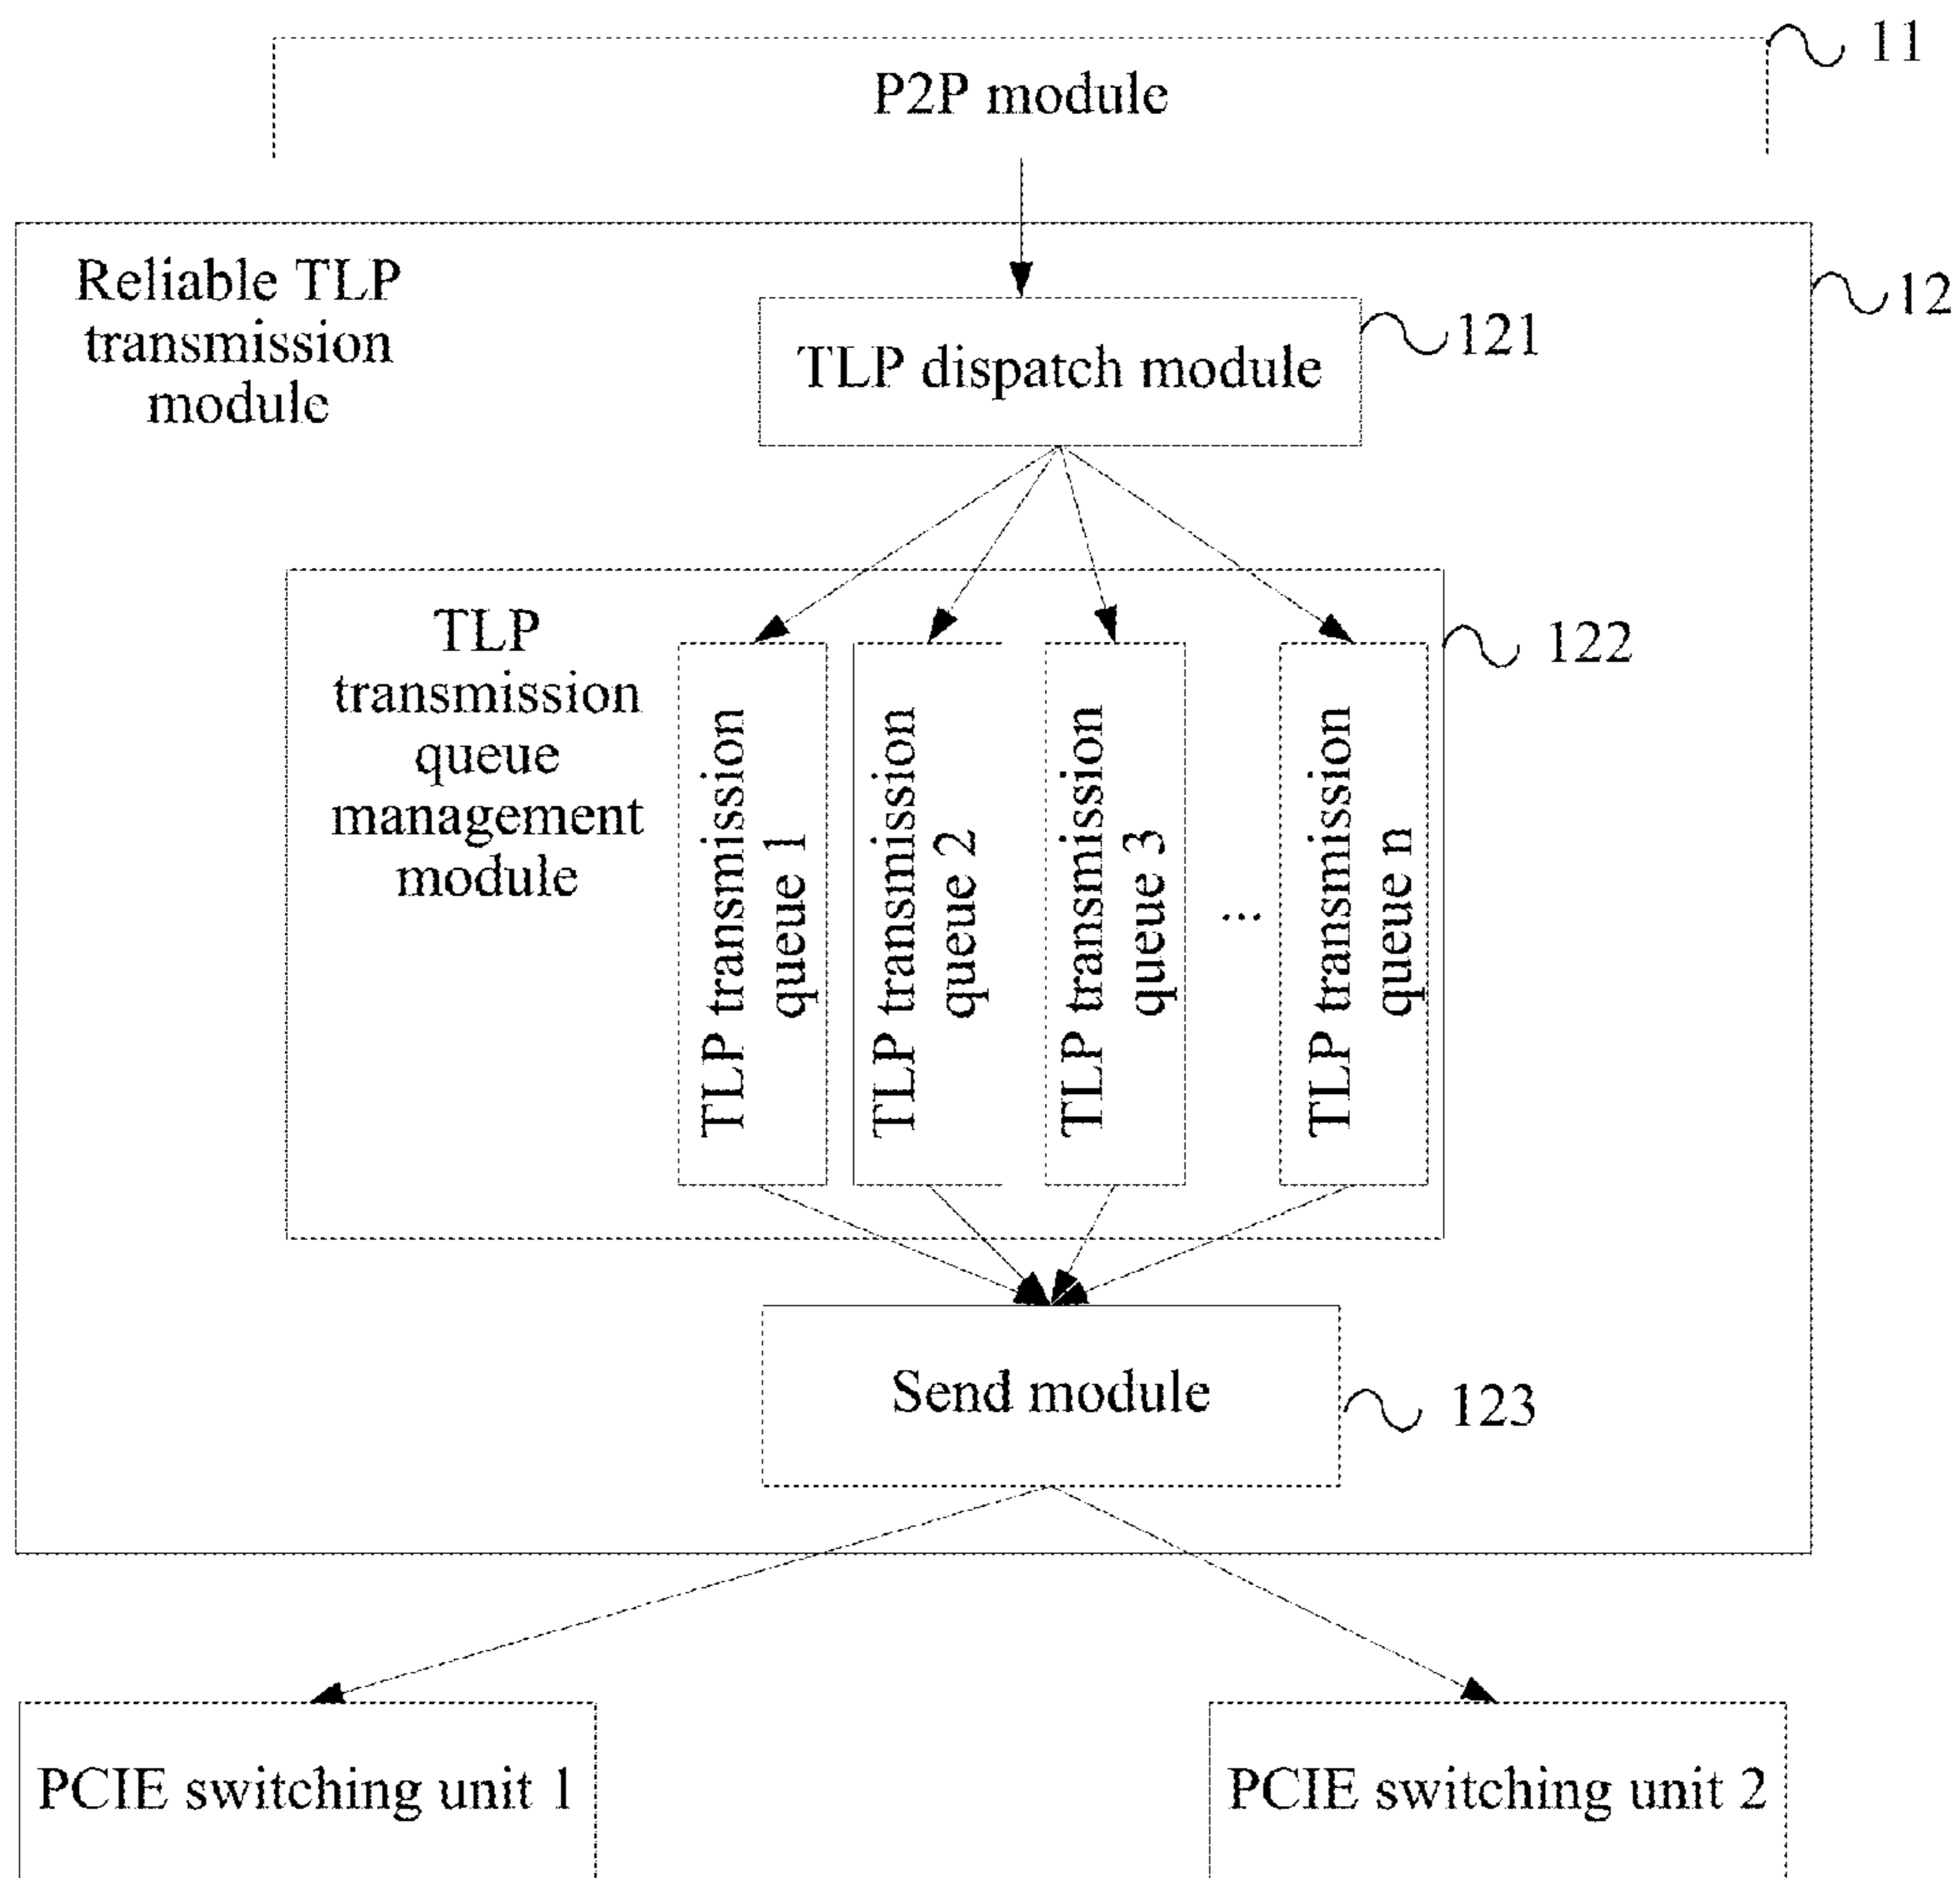 P2P module
11
Reliable TLP
transmission
module
12
TLP dispatch module
121
TLP
transmission
queue
management
module
122
TLP transmission
queue 1
TLP transmission
queue 2
TLP transmission
queue 3
...
TLP transmission
queue n
Send module
123
PCIE switching unit 1
PCIE switching unit 2